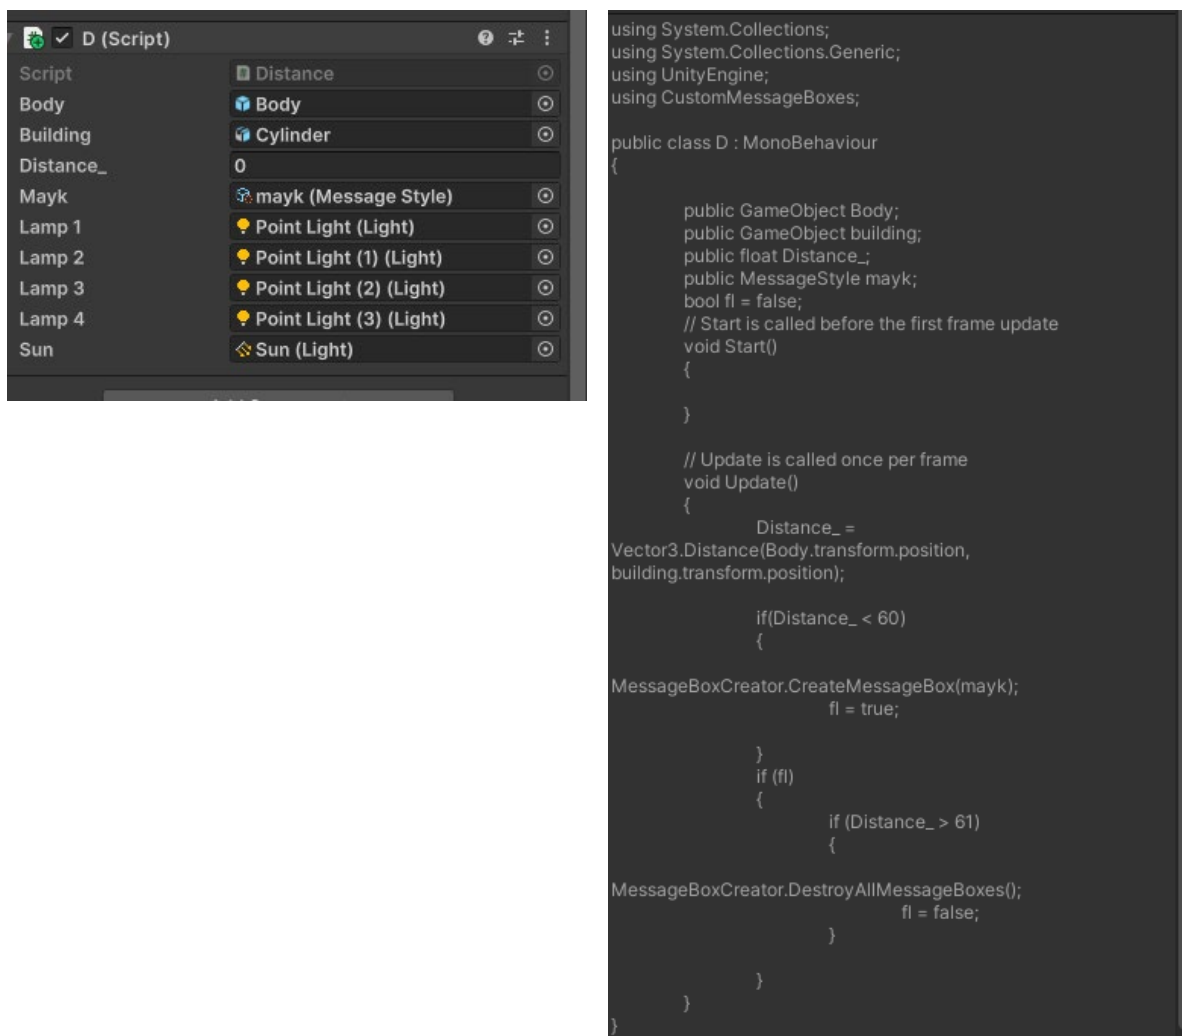 D (Script)
Script Distance
Body Body
Building Cylinder
Distance_ 0
Mayk mayk (Message Style)
Lamp 1 Point Light (Light)
Lamp 2 Point Light (1) (Light)
Lamp 3 Point Light (2) (Light)
Lamp 4 Point Light (3) (Light)
Sun Sun (Light)
using System.Collections;
using System.Collections.Generic;
using UnityEngine;
using CustomMessageBoxes;
public class D : MonoBehaviour
{
public GameObject Body;
public GameObject building;
public float Distance_;
public MessageStyle mayk;
bool fl = false;
// Start is called before the first frame update
void Start()
{
}
// Update is called once per frame
void Update()
{
Distance_ =
Vector3.Distance(Body.transform.position,
building.transform.position);
if(Distance_ < 60)
{
MessageBoxCreator.CreateMessageBox(mayk);
fl = true;
}
if (fl)
{
if (Distance_ > 61)
{
MessageBoxCreator.DestroyAllMessageBoxes();
fl = false;
}
}
}
}